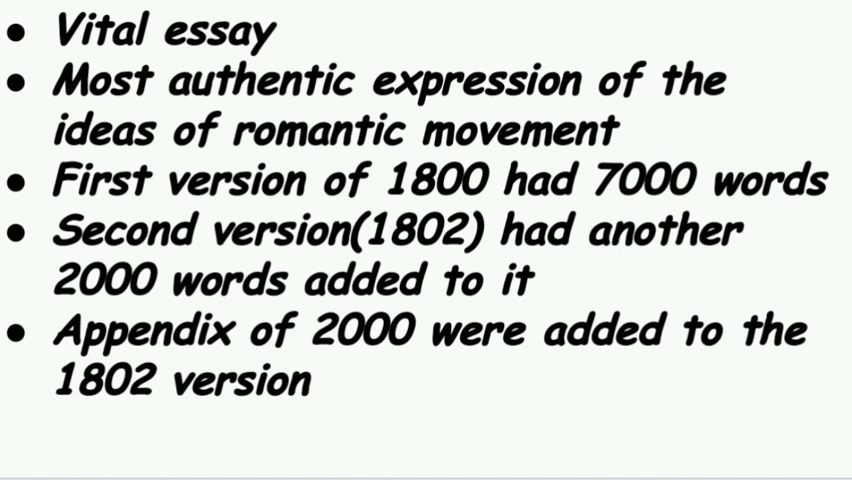 • Vital essay
• Most authentic expression of the
ideas of romantic movement
• First version of 1800 had 7000 words
• Second version(1802) had another
2000 words added to it
• Appendix of 2000 were added to the
1802 version